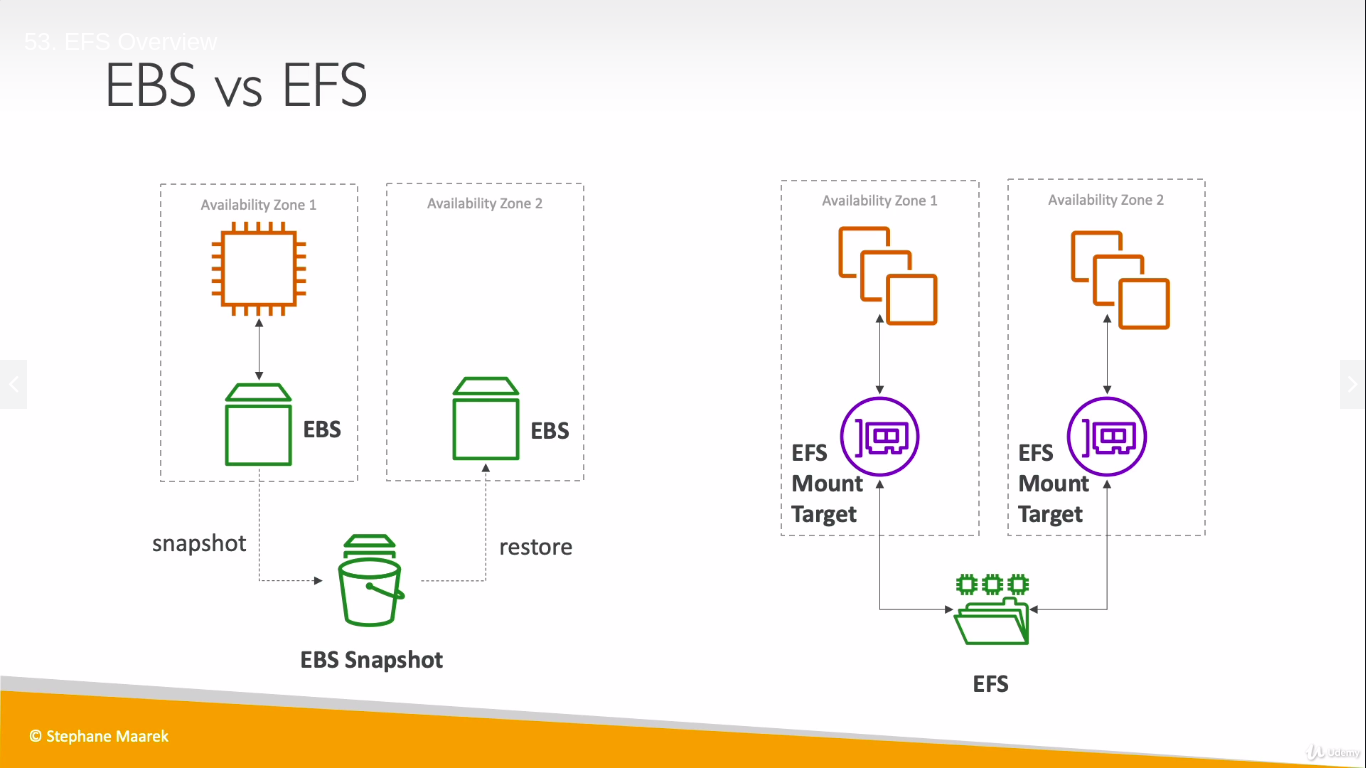 53. EFS Overview
EBS vs EFS
Availability Zone 1
Availability Zone 2
EBS
EBS
snapshot
restore
EBS Snapshot
Availability Zone 1
Availability Zone 2
EFS
Mount
Target
EFS
Mount
Target
EFS
© Stephane Maarek
Udemy